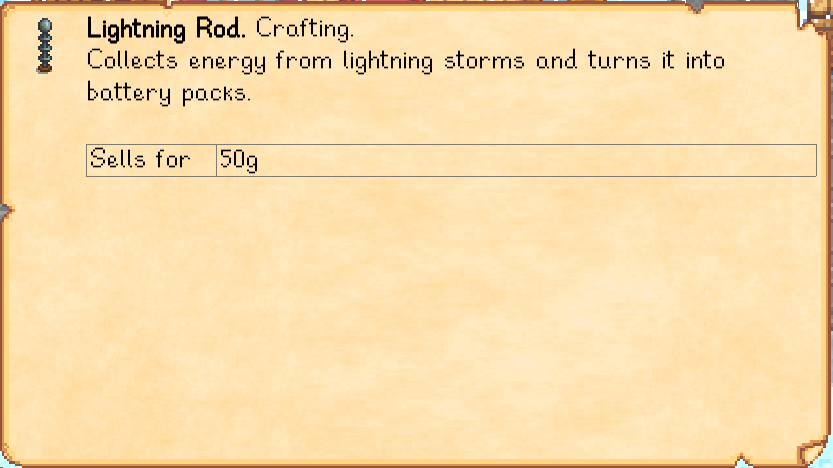 Lightning Rod. Crafting.
Collects energy from lightning storms and turns it into
battery packs.
Sells for 50g